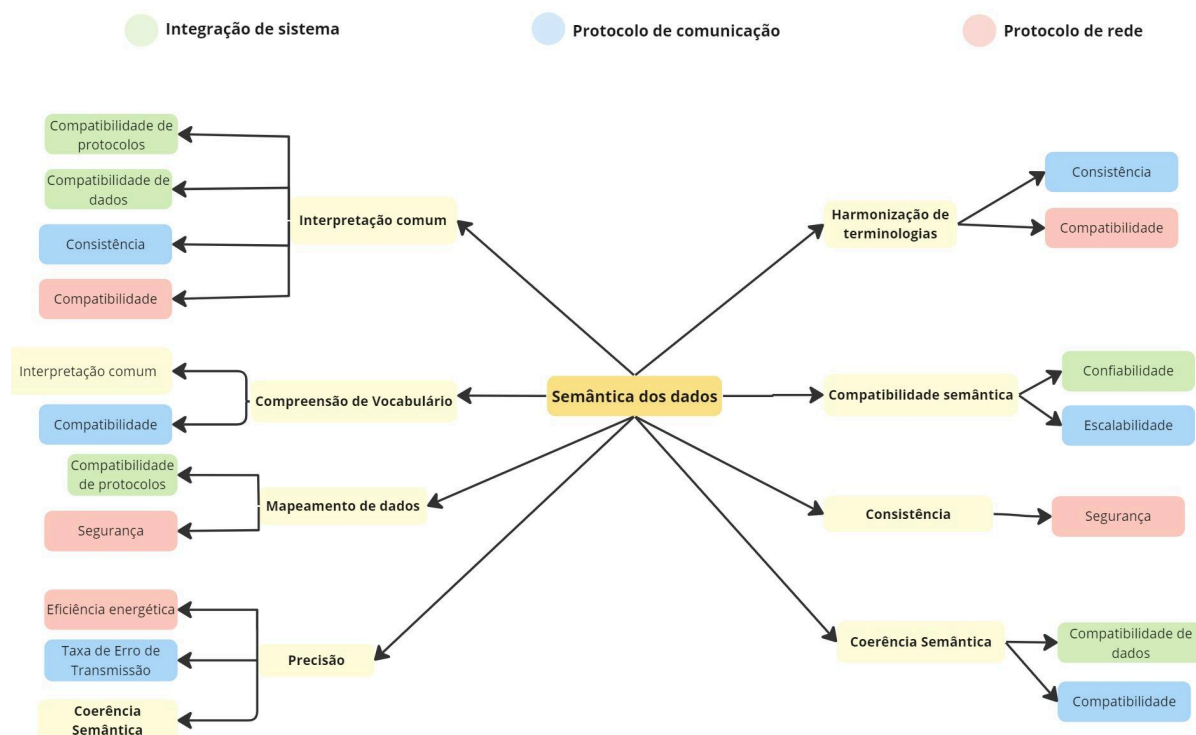 Integração de sistema
Protocolo de comunicação
Protocolo de rede
Compatibilidade de
protocolos
Compatibilidade de
dados
Consistência
Compatibilidade
Interpretação comum
Interpretação comum
Compatibilidade
Compreensão de Vocabulário
Compatibilidade
de protocolos
Segurança
Mapeamento de dados
Eficiência energética
Taxa de Erro de
Transmissão
Coerência
Semântica
Precisão
Semântica dos dados
Harmonização de
terminologias
Consistência
Compatibilidade
Compatibilidade semântica
Confiabilidade
Escalabilidade
Consistência
Segurança
Coerência Semântica
Compatibilidade de
dados
Compatibilidade